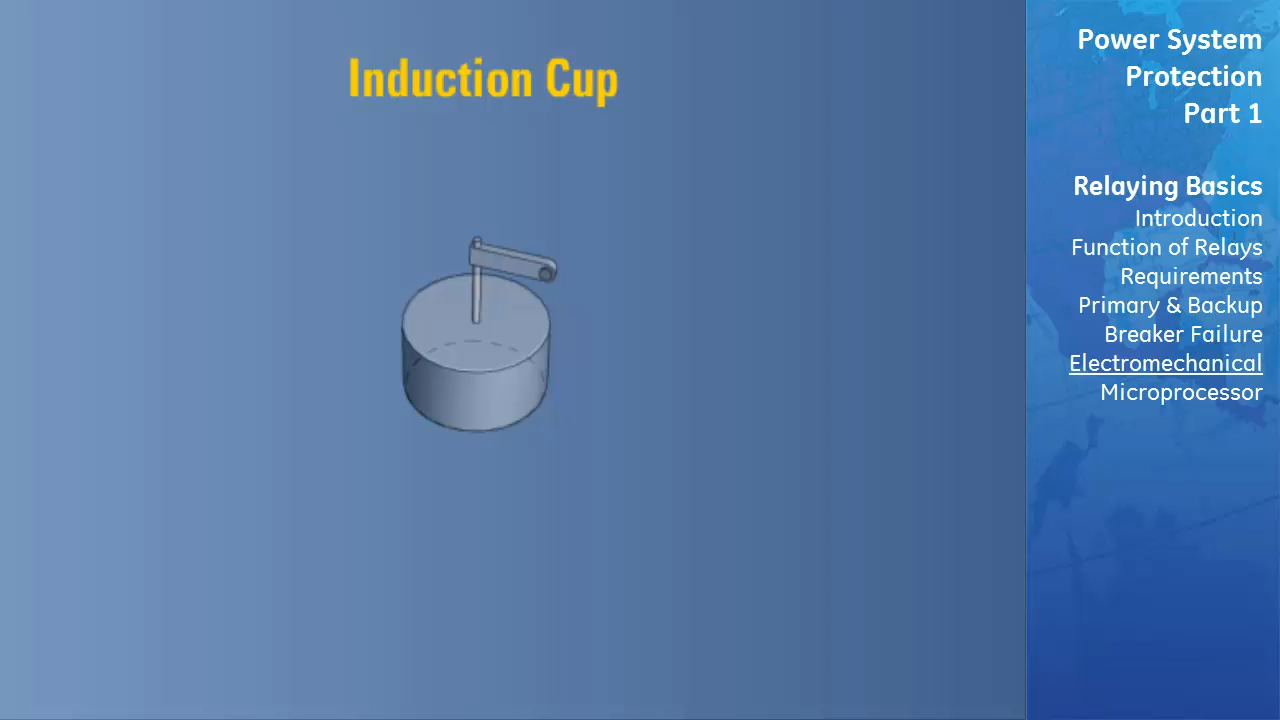 Induction Cup
Power System
Protection
Part 1
Relaying Basics
Introduction
Function of Relays
Requirements
Primary & Backup
Breaker Failure
Electromechanical
Microprocessor